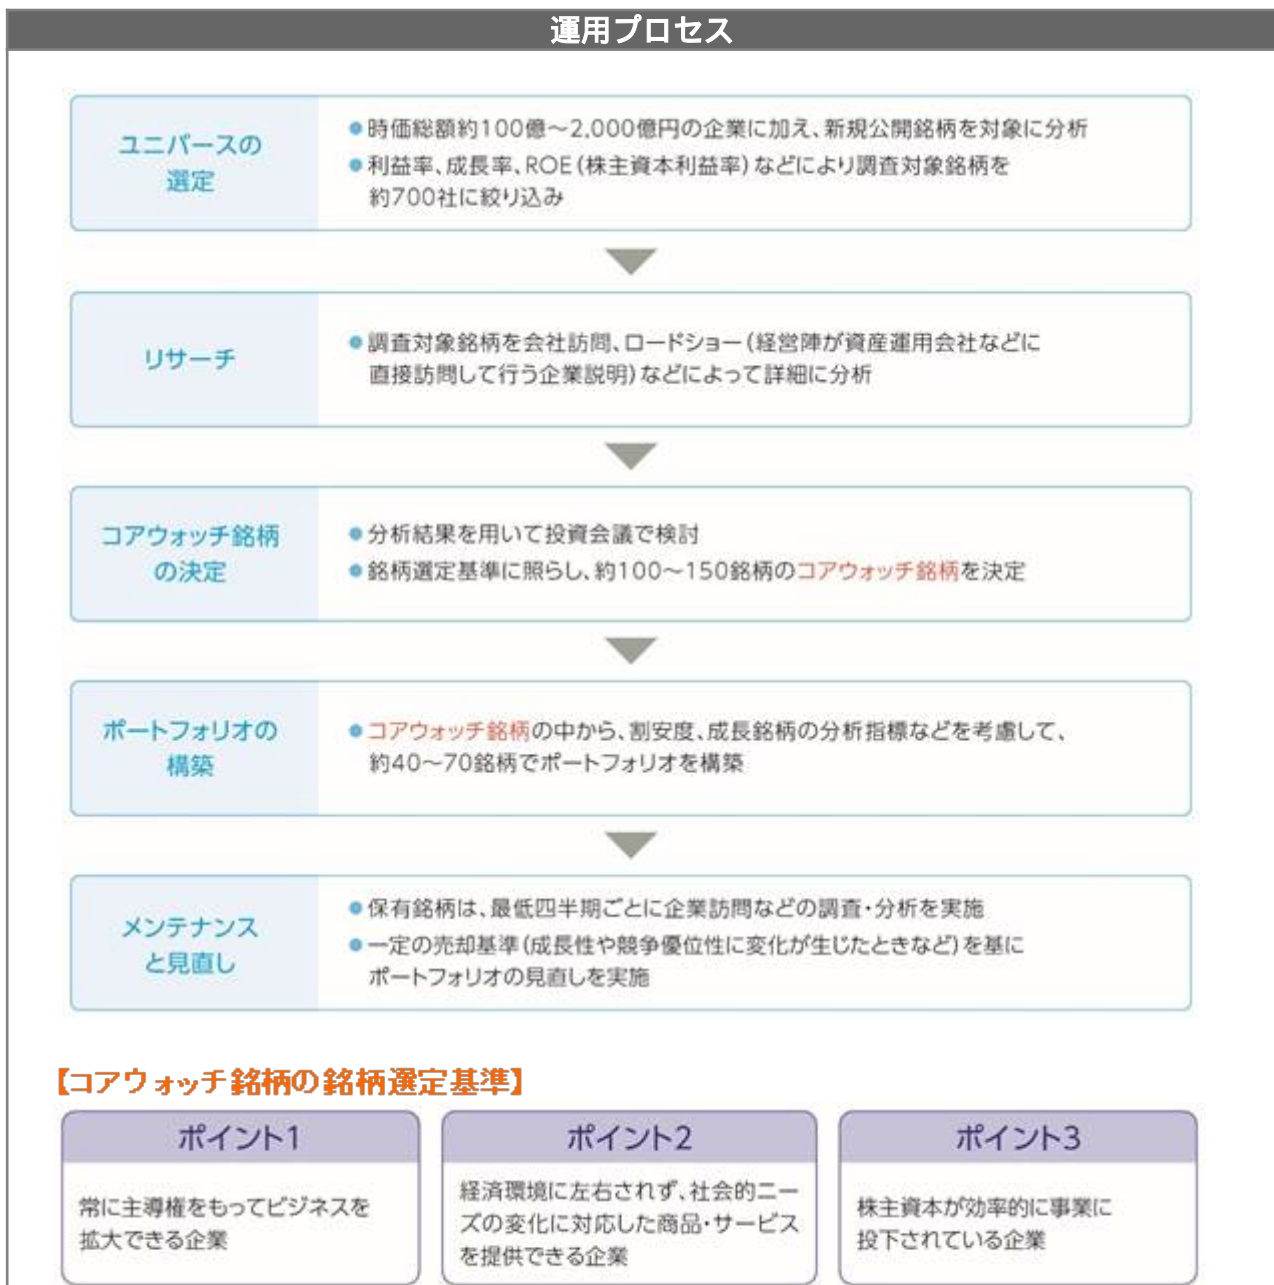 運用プロセス
ユニバースの
選定
●時価総額約100億～2,000億円の企業に加え、新規公開銘柄を対象に分析
●利益率、成長率、ROE(株主資本利益率)などにより調査対象銘柄を
約700社に絞り込み
リサーチ
●調査対象銘柄を会社訪問、ロードショー(経営陣が資産運用会社などに
直接訪問して行う企業説明)などによって詳細に分析
コアウォッチ銘柄
の決定
●分析結果を用いて投資会議で検討
●銘柄選定基準に照らし、約100～150銘柄のコアウォッチ銘柄を決定
ポートフォリオの
構築
●コアウォッチ銘柄の中から、割安度、成長銘柄の分析指標などを考慮して、
約40～70銘柄でポートフォリオを構築
メンテナンス
と見直し
●保有銘柄は、最低四半期ごとに企業訪問などの調査・分析を実施
●一定の売却基準(成長性や競争優位性に変化が生じたときなど)を基に
ポートフォリオの見直しを実施
【コアウォッチ銘柄の銘柄選定基準】
ポイント1
常に主導権をもってビジネスを
拡大できる企業
ポイント2
経済環境に左右されず、社会的ニー
ズの変化に対応した商品・サービス
を提供できる企業
ポイント3
株主資本が効率的に事業に
投下されている企業